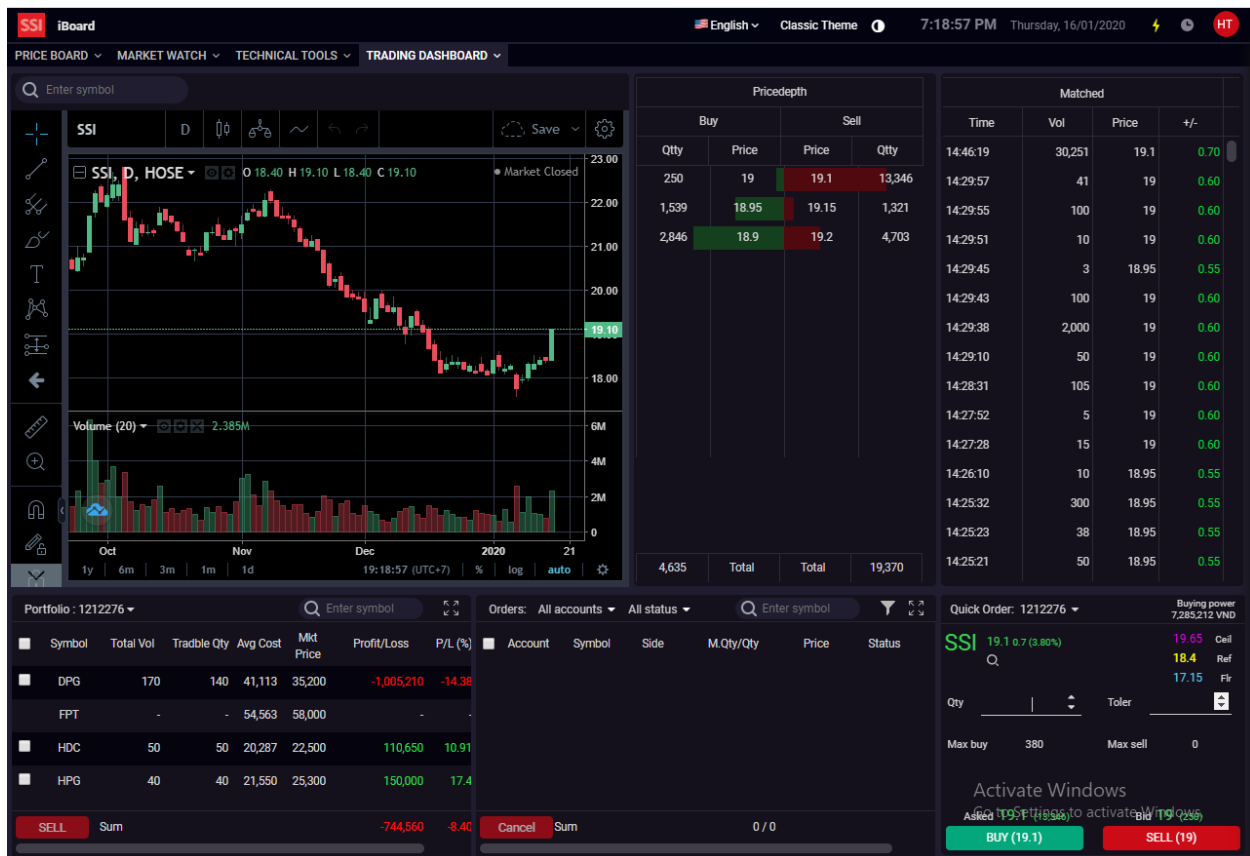 SSI iBoard English Classic Theme 7:18:57 PM Thursday, 16/01/2020 HT
PRICE BOARD MARKET WATCH TECHNICAL TOOLS TRADING DASHBOARD
Enter symbol
SSI D Save
SSI, D, HOSE O 18.40 H 19.10 L 18.40 C 19.10 Market Closed
23.00
22.00
21.00
20.00
19.10
18.00
Volume (20) 2.385M
6M
4M
2M
0
Oct Nov Dec 2020 21
1y 6m 3m 1m 1d 19:18:57 (UTC+7) % log auto
Pricedepth
Buy Sell
Qtty Price Price Qtty
250 19 19.1 13,346
1,539 18.95 19.15 1,321
2,846 18.9 19.2 4,703
4,635 Total Total 19,370
Matched
Time Vol Price +/-
14:46:19 30,251 19.1 0.70
14:29:57 41 19 0.60
14:29:55 100 19 0.60
14:29:51 10 19 0.60
14:29:45 3 18.95 0.55
14:29:43 100 19 0.60
14:29:38 2,000 19 0.60
14:29:10 50 19 0.60
14:28:31 105 19 0.60
14:27:52 5 19 0.60
14:27:28 15 19 0.60
14:26:10 10 18.95 0.55
14:25:32 300 18.95 0.55
14:25:23 38 18.95 0.55
14:25:21 50 18.95 0.55
Portfolio : 1212276 Enter symbol
Symbol Total Vol Tradble Qty Avg Cost Mkt Price Profit/Loss P/L (%)
DPG 170 140 41,113 35,200 -1,005,210 -14.38
FPT - - 54,563 58,000 - -
HDC 50 50 20,287 22,500 110,650 10.91
HPG 40 40 21,550 25,300 150,000 17.4
SELL Sum -744,560 -8.40
Orders: All accounts All status Enter symbol
Account Symbol Side M.Qty/Qty Price Status
Cancel Sum 0 / 0
Quick Order: 1212276 Buying power
7,285,212 VND
SSI 19.1 0.7 (3.80%) 19.65 Ceil
18.4 Ref
17.15 Flr
Qty Toler
Max buy 380 Max sell 0
Activate Windows
Go to Settings to activate Windows.
Asked 19.1 (13,346) Bid 19 (250)
BUY (19.1) SELL (19)